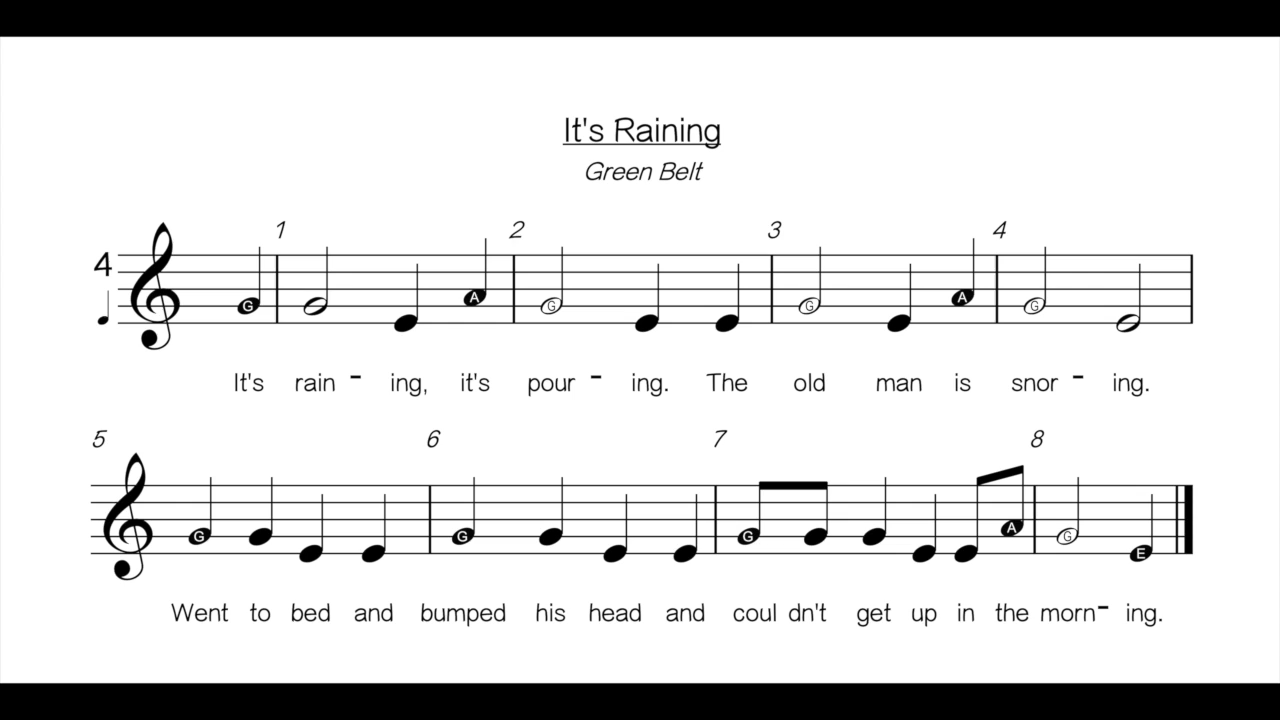 It's Raining
Green Belt
1 2 3 4
4
G A G G A G
It's rain - ing, it's pour - ing. The old man is snor - ing.
5 6 7 8
G G G A G E
Went to bed and bumped his head and coul dn't get up in the morn - ing.